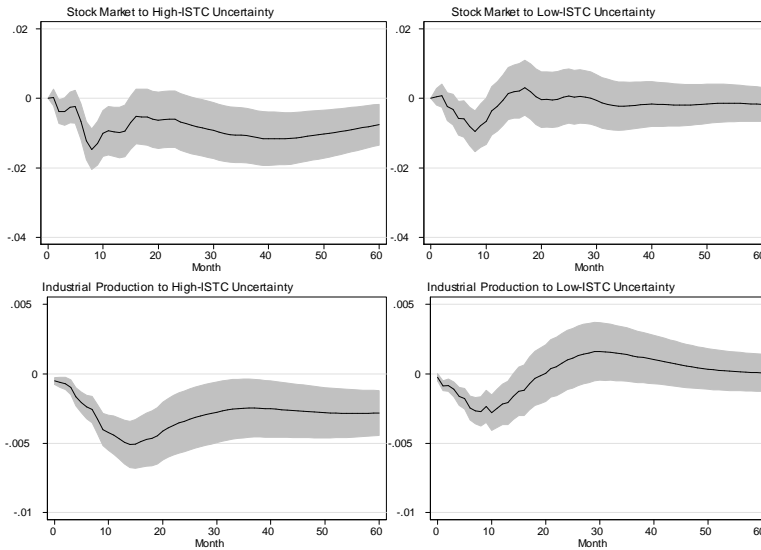 Stock Market to High-ISTC Uncertainty
.02
0
-.02
-.04
0 10 20 30 40 50 60
Month
Stock Market to Low-ISTC Uncertainty
.02
0
-.02
-.04
0 10 20 30 40 50 60
Month
Industrial Production to High-ISTC Uncertainty
.005
0
-.005
-.01
0 10 20 30 40 50 60
Month
Industrial Production to Low-ISTC Uncertainty
.005
0
-.005
-.01
0 10 20 30 40 50 60
Month